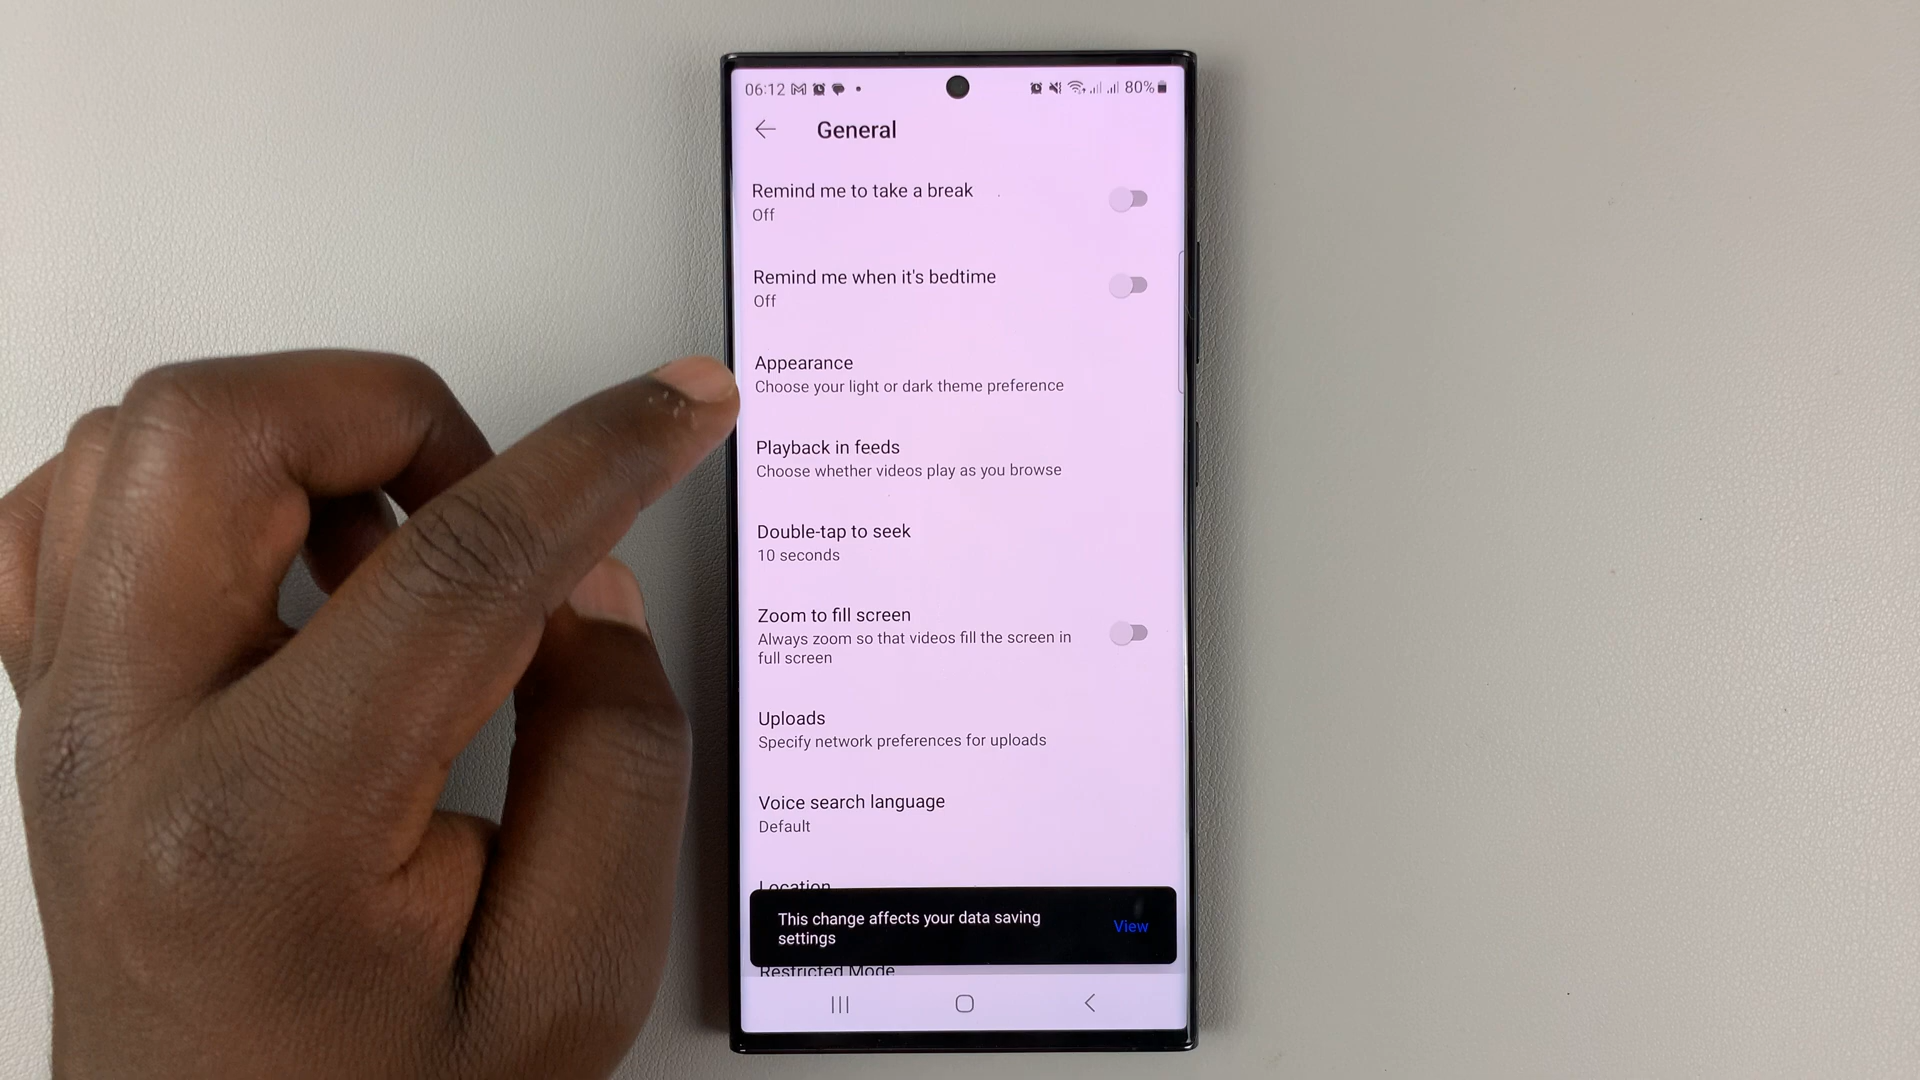 06:12
80%
General
Remind me to take a break
Off
Remind me when it's bedtime
Off
Appearance
Choose your light or dark theme preference
Playback in feeds
Choose whether videos play as you browse
Double-tap to seek
10 seconds
Zoom to fill screen
Always zoom so that videos fill the screen in
full screen
Uploads
Specify network preferences for uploads
Voice search language
Default
Location
This change affects your data saving
settings
View
Restricted Mode